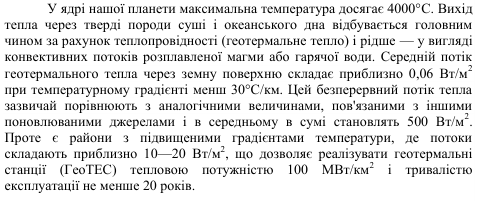 У ядрі нашої планети максимальна температура досягає 4000°С. Вихід
тепла через тверді породи суші і океанського дна відбувається головним
чином за рахунок теплопровідності (геотермальне тепло) і рідше — у вигляді
конвективних потоків розплавленої магми або гарячої води. Середній потік
геотермального тепла через земну поверхню складає приблизно 0,06 Вт/м²
при температурному градієнті менш 30°С/км. Цей безперервний потік тепла
зазвичай порівнюють з аналогічними величинами, пов'язаними з іншими
поновлюваними джерелами і в середньому в сумі становлять 500 Вт/м².
Проте є райони з підвищеними градієнтами температури, де потоки
складають приблизно 10—20 Вт/м², що дозволяє реалізувати геотермальні
станції (ГеоТЕС) тепловою потужністю 100 МВт/км² і тривалістю
експлуатації не менше 20 років.